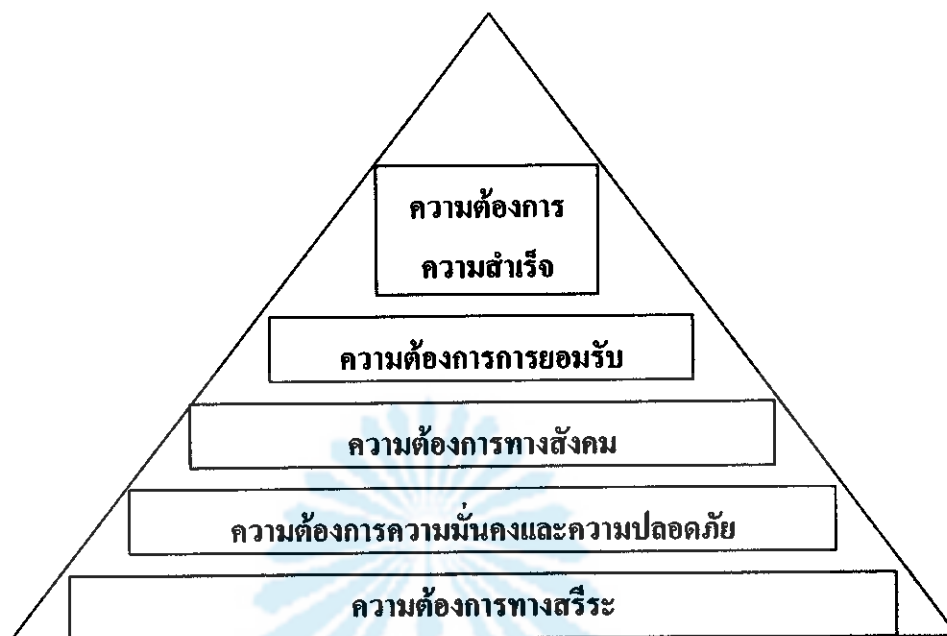 ความต้องการ
ความสำเร็จ
ความต้องการการยอมรับ
ความต้องการทางสังคม
ความต้องการความมั่นคงและความปลอดภัย
ความต้องการทางสรีระ